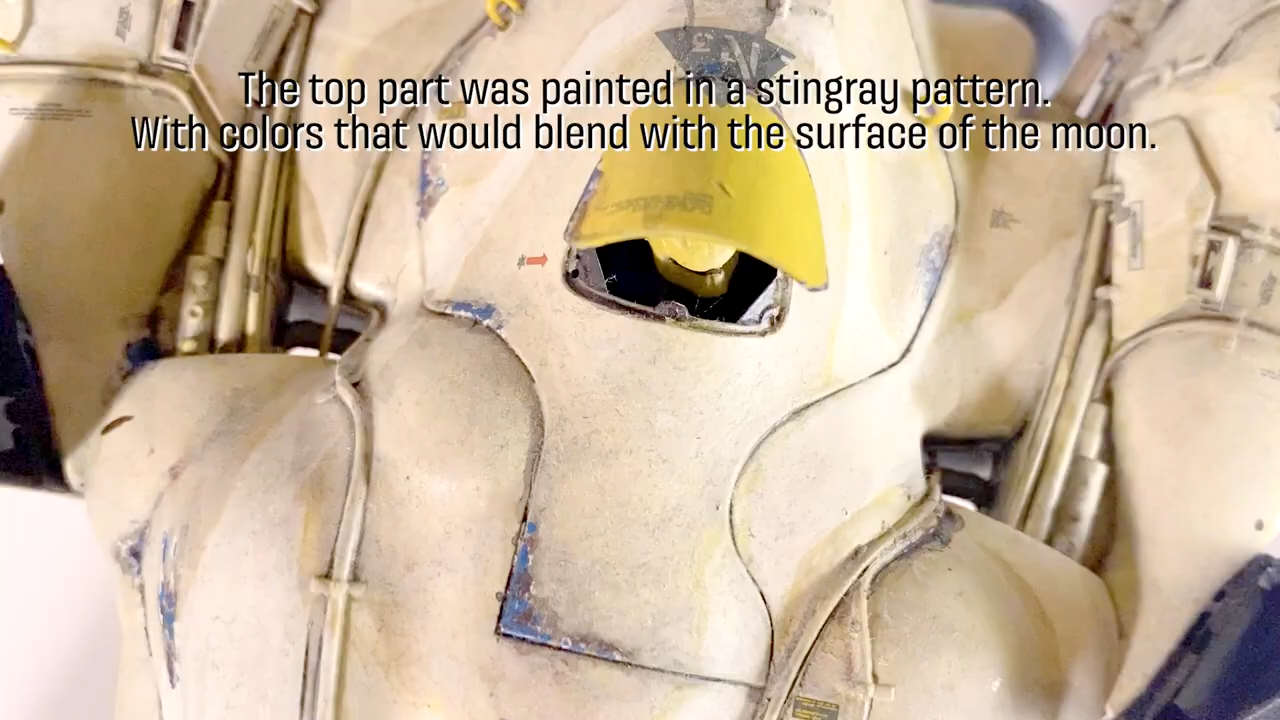 The top part was painted in a stingray pattern.
With colors that would blend with the surface of the moon.